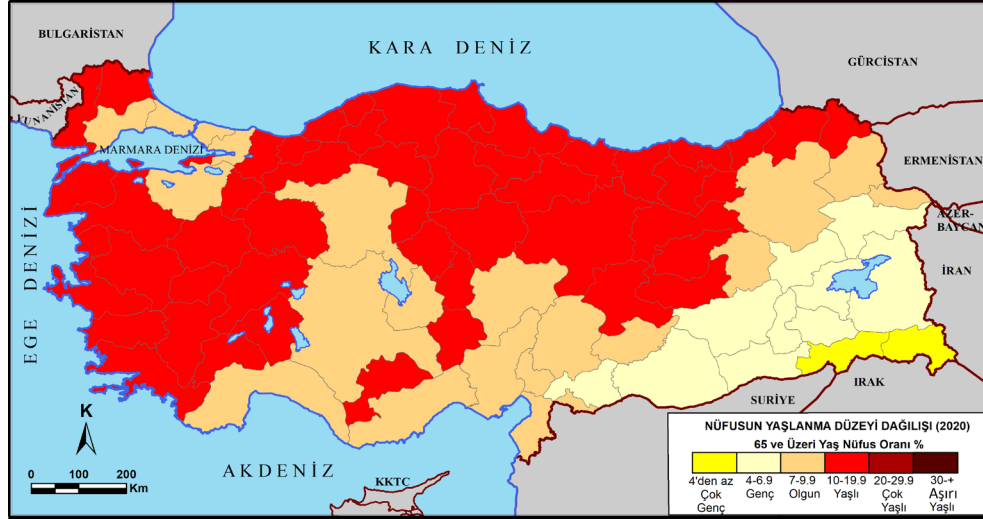 BULGARİSTAN
KARA DENİZ
GÜRCİSTAN
YUNANİSTAN
MARMARA DENİZİ
ERMENİSTAN
AZER-
BAYCAN
İRAN
EGE DENİZİ
K
0 50 100 200
Km
AKDENİZ
KKTC
SURİYE
IRAK
NÜFUSUN YAŞLANMA DÜZEYİ DAĞILIŞI (2020)
65 ve Üzeri Yaş Nüfus Oranı %
4'den az 4-6.9 7-9.9 10-19.9 20-29.9 30-+
Çok Genç Olgun Yaşlı Çok Aşırı
Genç Yaşlı Yaşlı